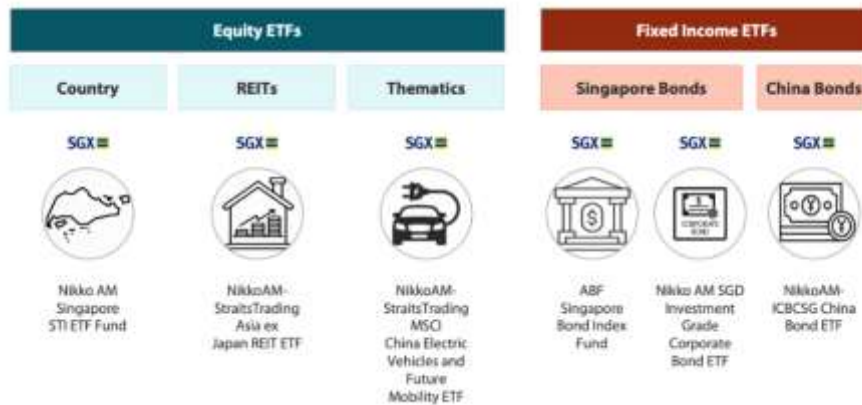 Equity ETFs
Fixed Income ETFs
Country
REITs
Thematics
Singapore Bonds
China Bonds
SGX
SGX
SGX
SGX
SGX
SGX
$
$
CORPORATE
BOND
¥
¥
Nikko AM
Singapore
STI ETF Fund
NikkoAM-
StraitsTrading
Asia ex
Japan REIT ETF
NikkoAM-
StraitsTrading
MSCI
China Electric
Vehicles and
Future
Mobility ETF
ABF
Singapore
Bond Index
Fund
Nikko AM SGD
Investment
Grade
Corporate
Bond ETF
NikkoAM-
ICBCSG China
Bond ETF